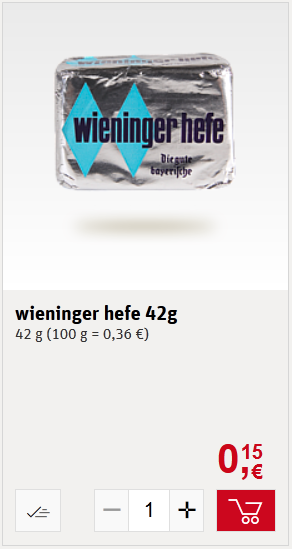 wieninger hefe
Die gute
bayerische
wieninger hefe 42g
42 g (100 g = 0,36 €)
0,15 €
1